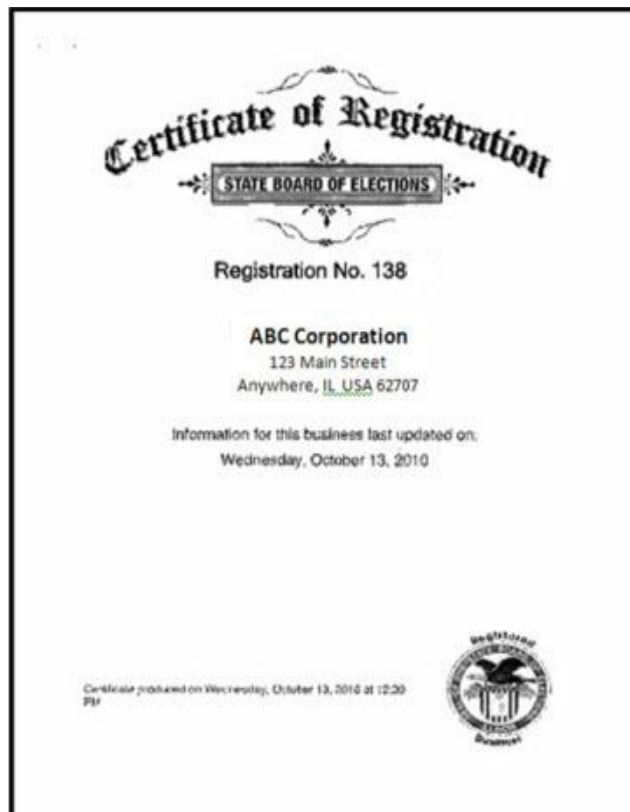 Certificate of Registration
STATE BOARD OF ELECTIONS
Registration No. 138
ABC Corporation
123 Main Street
Anywhere, IL USA 62707
Information for this business last updated on:
Wednesday, October 13, 2010
Registered
Certificate produced on Wednesday, October 13, 2010 at 12:30
PM
Business